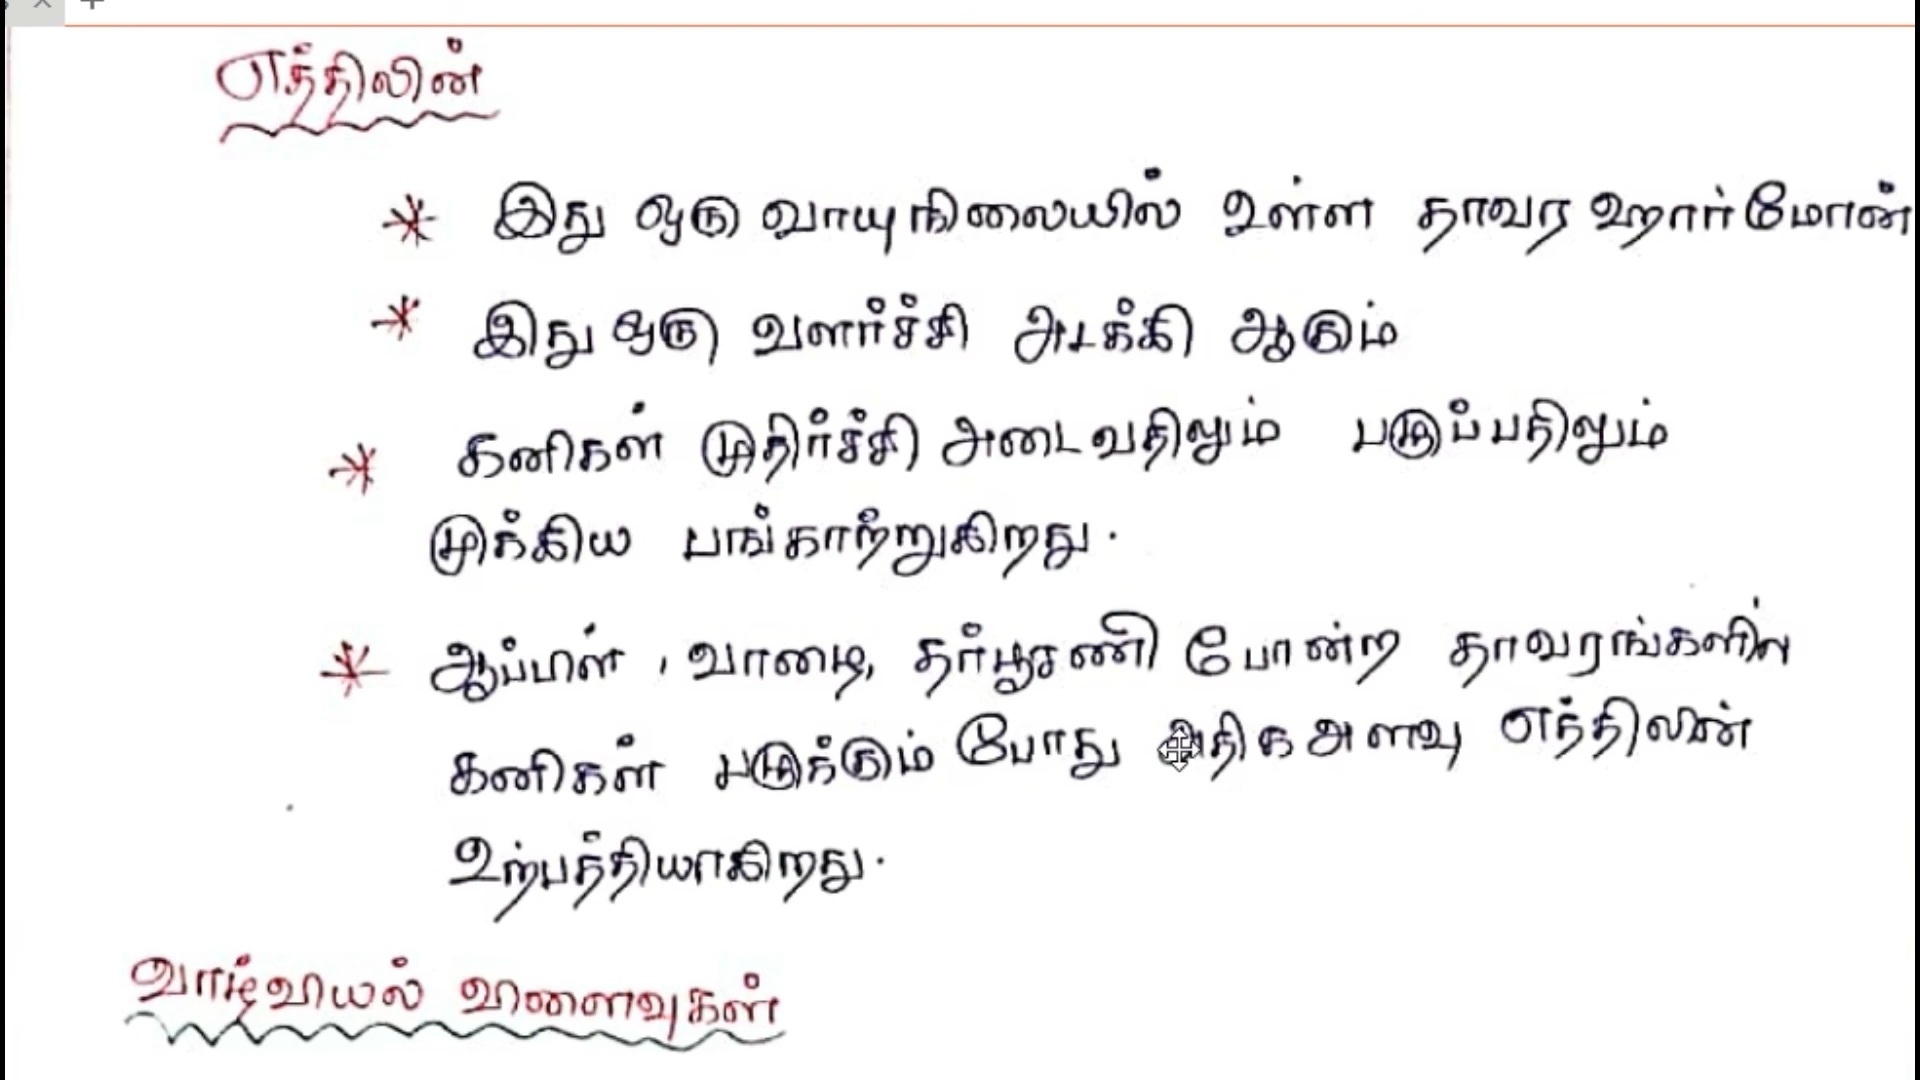 எத்திலின்
* இது ஒரு வாயு நிலையில் உள்ள தாவர ஹார்மோன்
* இது ஒரு வளர்ச்சி அடக்கி ஆகும்
* கனிகள் முதிர்ச்சி அடைவதிலும் பழுப்பதிலும்
முக்கிய பங்காற்றுகிறது.
* ஆப்பிள், வாழை, தர்பூசணி போன்ற தாவரங்களில்
கனிகள் பழுக்கும் போது அதிக அளவு எத்திலின்
உற்பத்தியாகிறது.
வாழ்வியல் விளைவுகள்